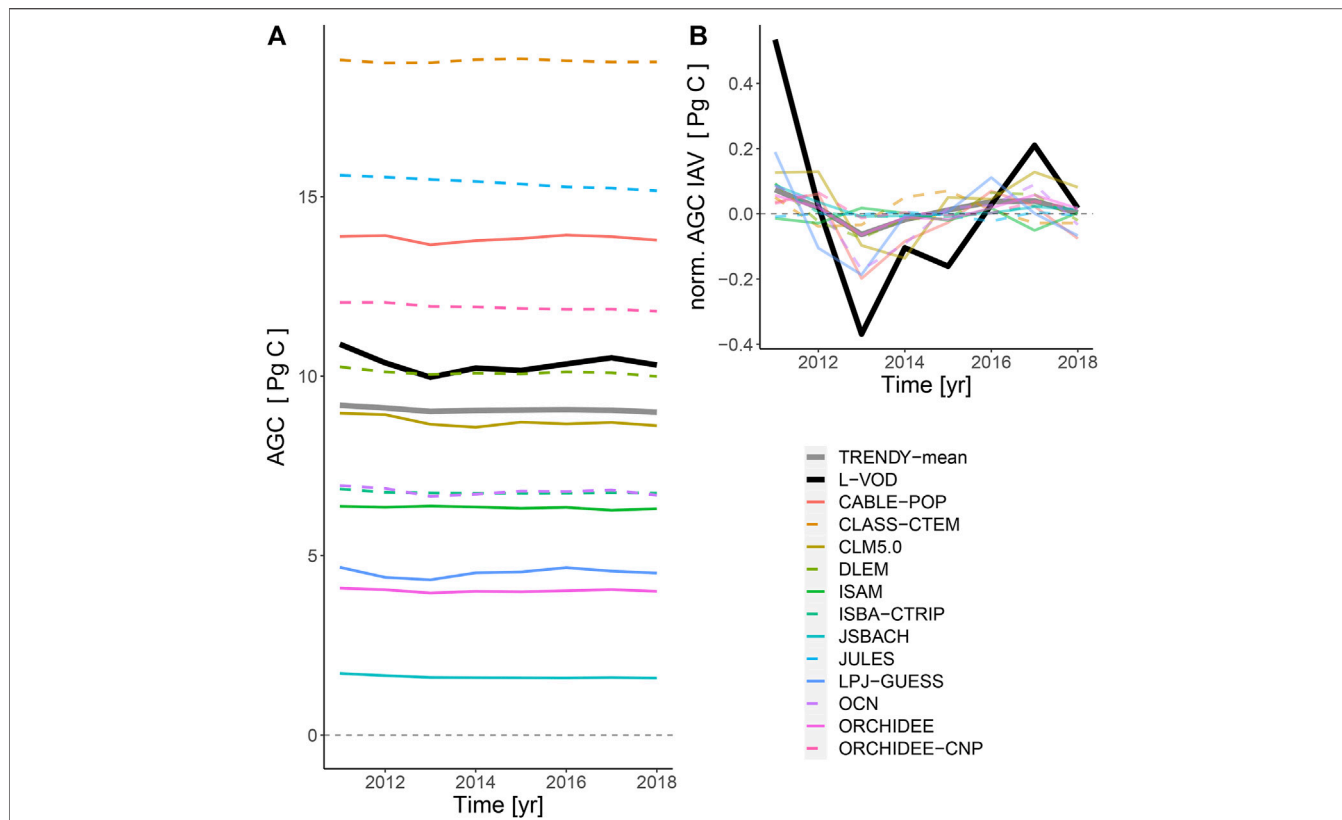 A
AGC [ Pg C ]
15
10
5
0
2012 2014 2016 2018
Time [yr]
B
norm. AGC IAV [ Pg C ]
0.4
0.2
0.0
−0.2
−0.4
2012 2014 2016 2018
Time [yr]
TRENDY−mean
L−VOD
CABLE−POP
CLASS−CTEM
CLM5.0
DLEM
ISAM
ISBA−CTRIP
JSBACH
JULES
LPJ−GUESS
OCN
ORCHIDEE
ORCHIDEE−CNP